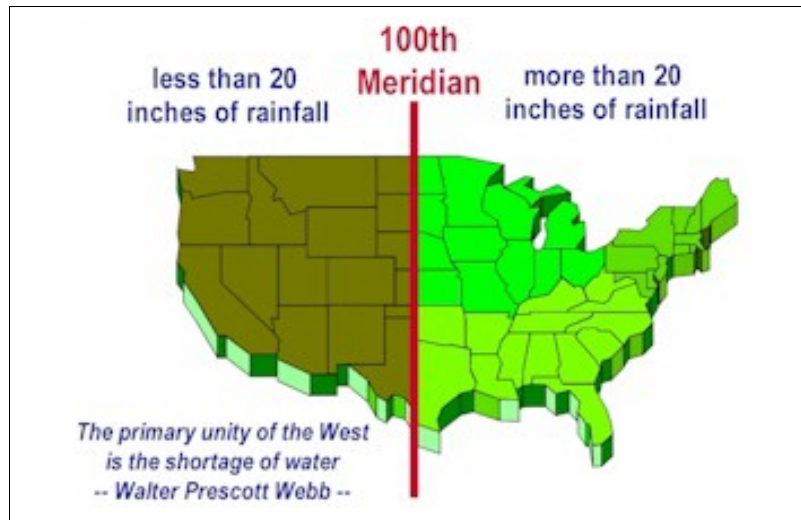 100th
Meridian
less than 20
inches of rainfall
more than 20
inches of rainfall
The primary unity of the West
is the shortage of water
-- Walter Prescott Webb --